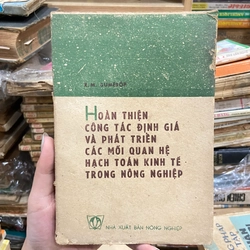 E. M. SUMÊRÔP
HOÀN THIỆN
CÔNG TÁC ĐỊNH GIÁ
VÀ PHÁT TRIỂN
CÁC MỐI QUAN HỆ
HẠCH TOÁN KINH TẾ
TRONG NÔNG NGHIỆP
NHÀ XUẤT BẢN NÔNG NGHIỆP